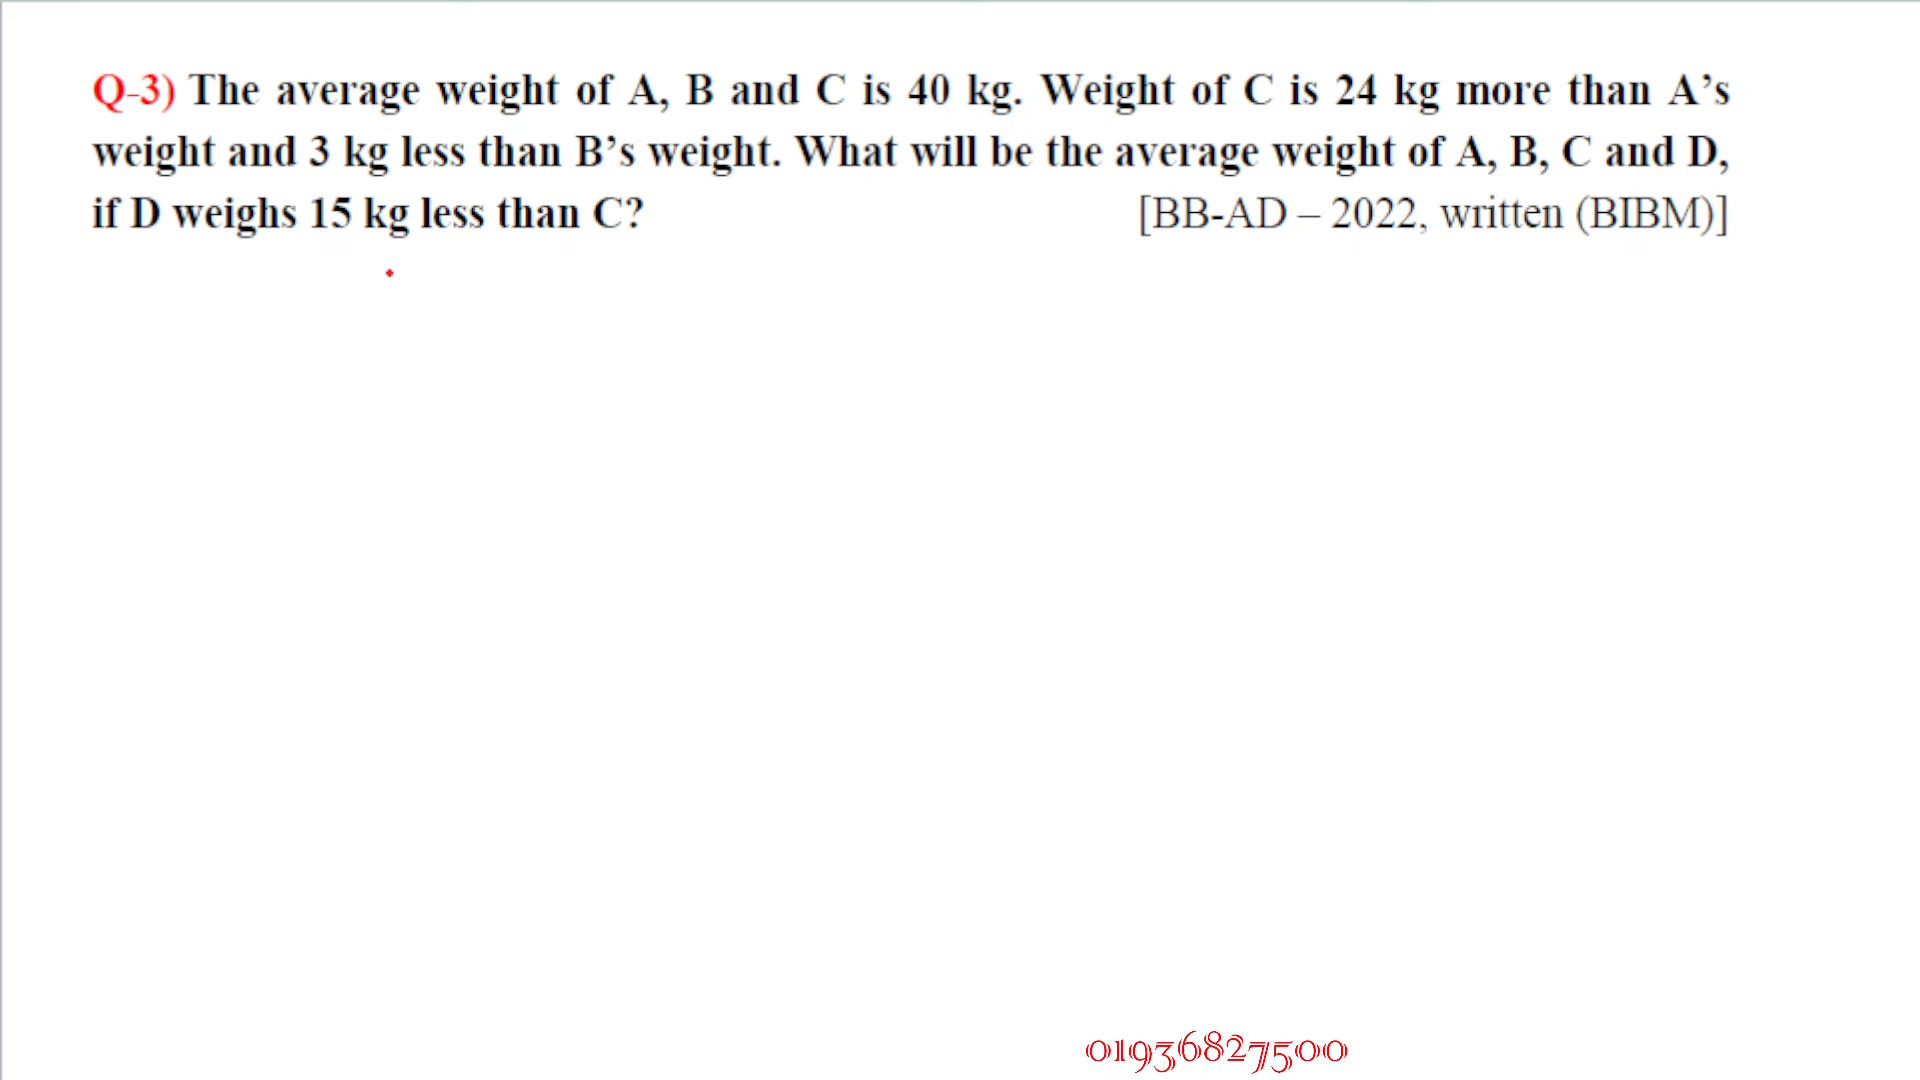 Q-3) The average weight of A, B and C is 40 kg. Weight of C is 24 kg more than A’s
weight and 3 kg less than B’s weight. What will be the average weight of A, B, C and D,
if D weighs 15 kg less than C? [BB-AD – 2022, written (BIBM)]
01936827500